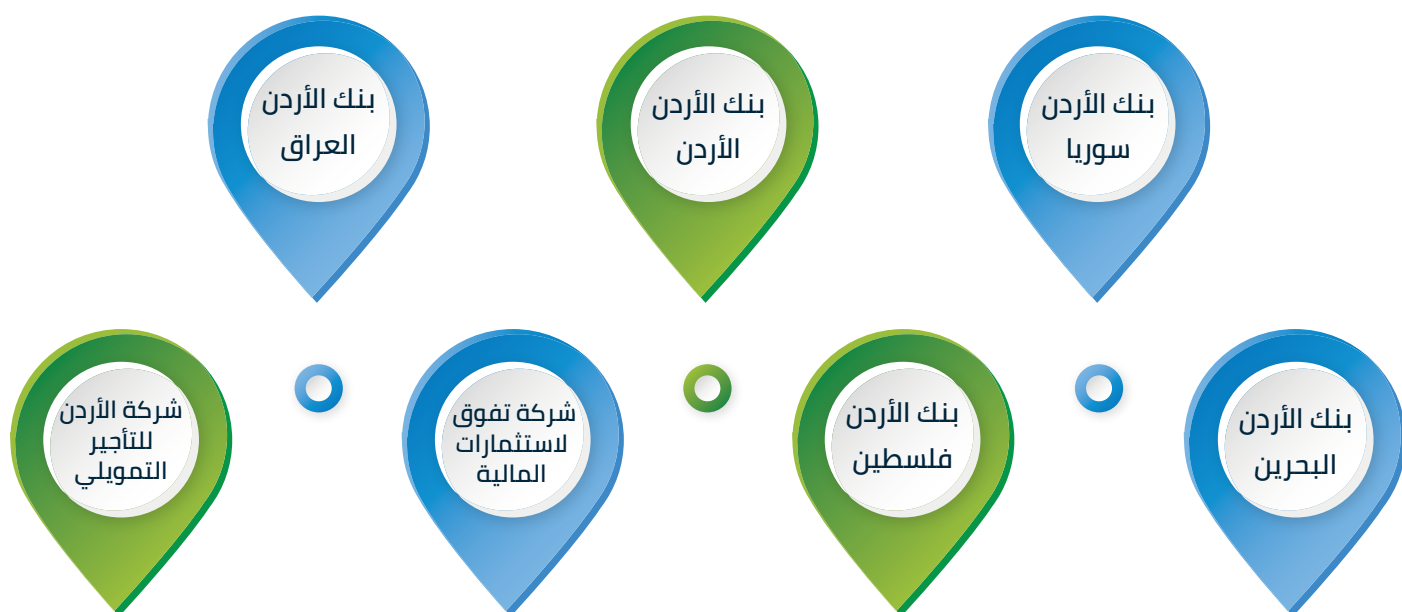 بنك الأردن
سوريا
بنك الأردن
الأردن
بنك الأردن
العراق
بنك الأردن
البحرين
بنك الأردن
فلسطين
شركة تفوق
لاستثمارات
المالية
شركة الأردن
للتأجير
التمويلي